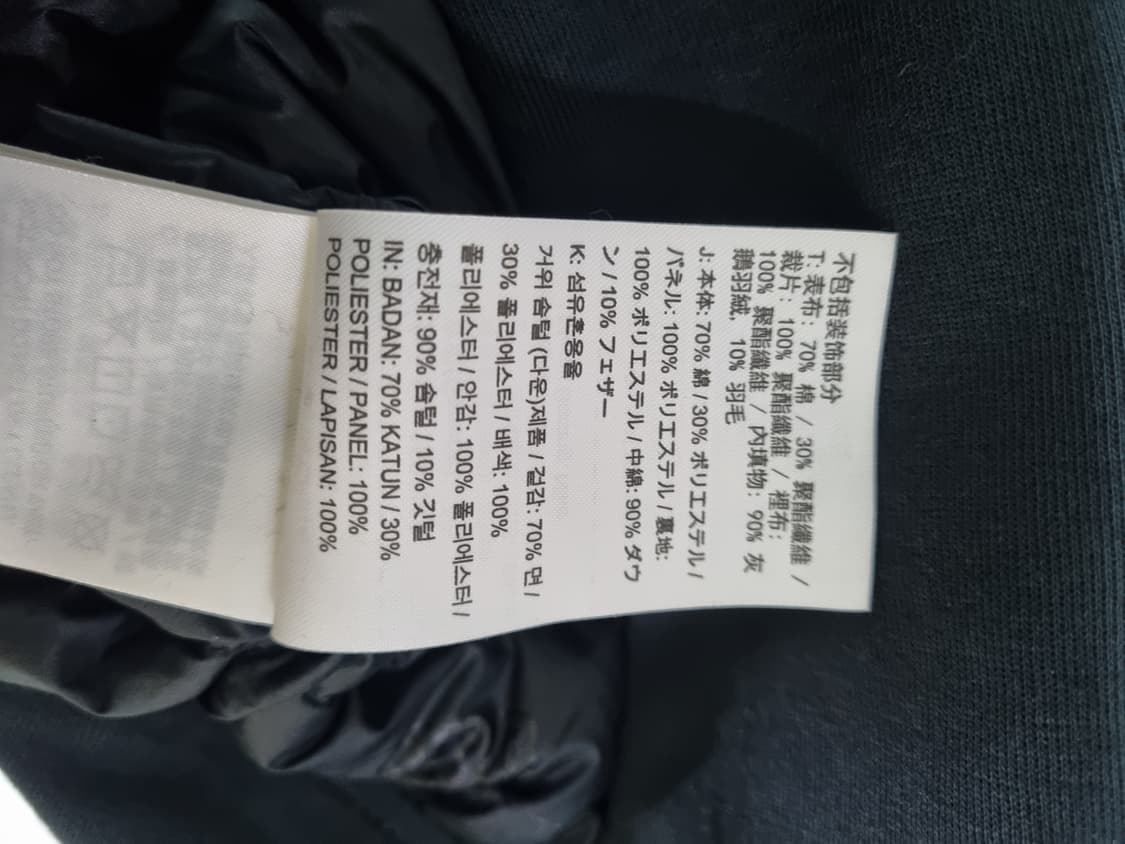 不包括装饰部分
T: 表布: 70% 棉 / 30% 聚酯纖維 /
裁片: 100% 聚酯纖維 / 裡布:
100% 聚酯纖維 / 內填物: 90% 灰
鵝羽絨, 10% 羽毛
J: 本体: 70% 綿 / 30% ポリエステル /
パネル: 100% ポリエステル / 裏地:
100% ポリエステル / 中綿: 90% ダウ
ン / 10% フェザー
K: 섬유혼용율
거위 솜털 (다운)제품 / 겉감: 70% 면 /
30% 폴리에스터 / 배색: 100%
폴리에스터 / 안감: 100% 폴리에스터 /
충전재: 90% 솜털 / 10% 깃털
IN: BADAN: 70% KATUN / 30%
POLIESTER / PANEL: 100%
POLIESTER / LAPISAN: 100%